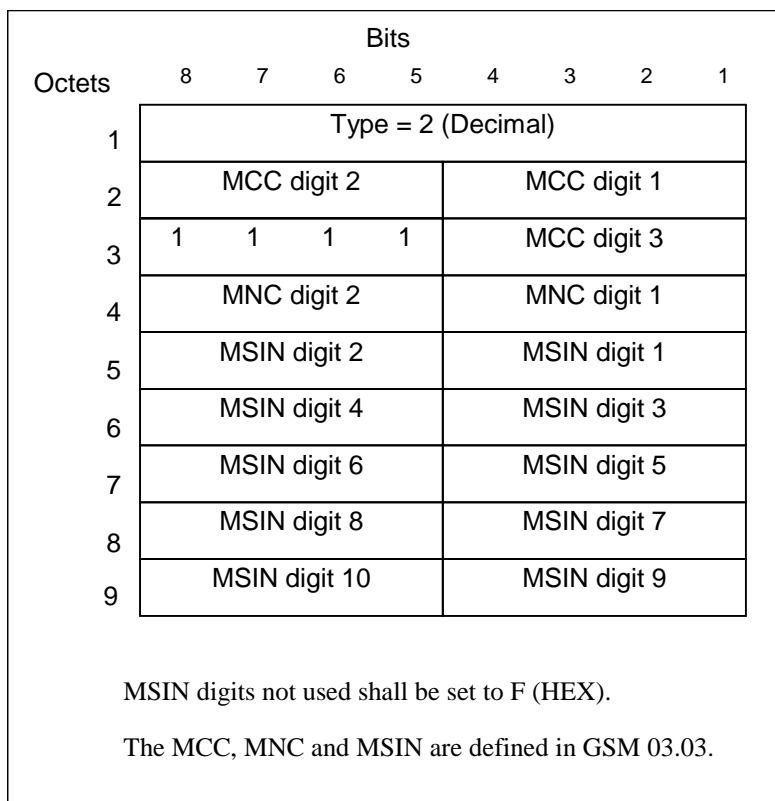 Bits
Octets 8 7 6 5 4 3 2 1
1 Type = 2 (Decimal)
2 MCC digit 2 MCC digit 1
3 1 1 1 1 MCC digit 3
4 MNC digit 2 MNC digit 1
5 MSIN digit 2 MSIN digit 1
6 MSIN digit 4 MSIN digit 3
7 MSIN digit 6 MSIN digit 5
8 MSIN digit 8 MSIN digit 7
9 MSIN digit 10 MSIN digit 9
MSIN digits not used shall be set to F (HEX).
The MCC, MNC and MSIN are defined in GSM 03.03.